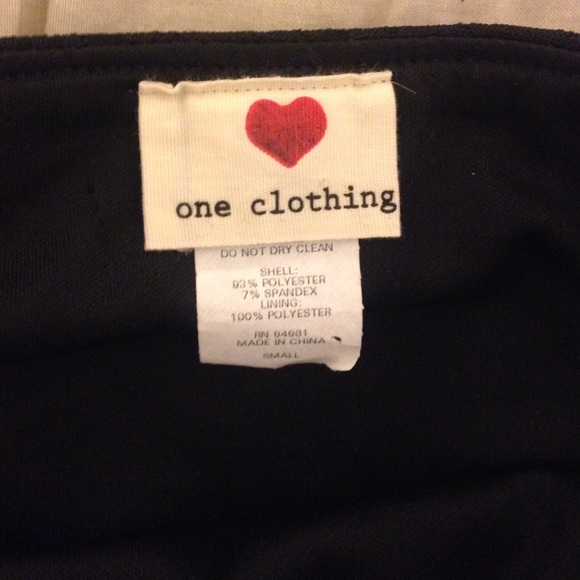 one clothing
DO NOT DRY CLEAN
SHELL:
93% POLYESTER
7% SPANDEX
LINING:
100% POLYESTER
RN 94981
MADE IN CHINA
SMALL